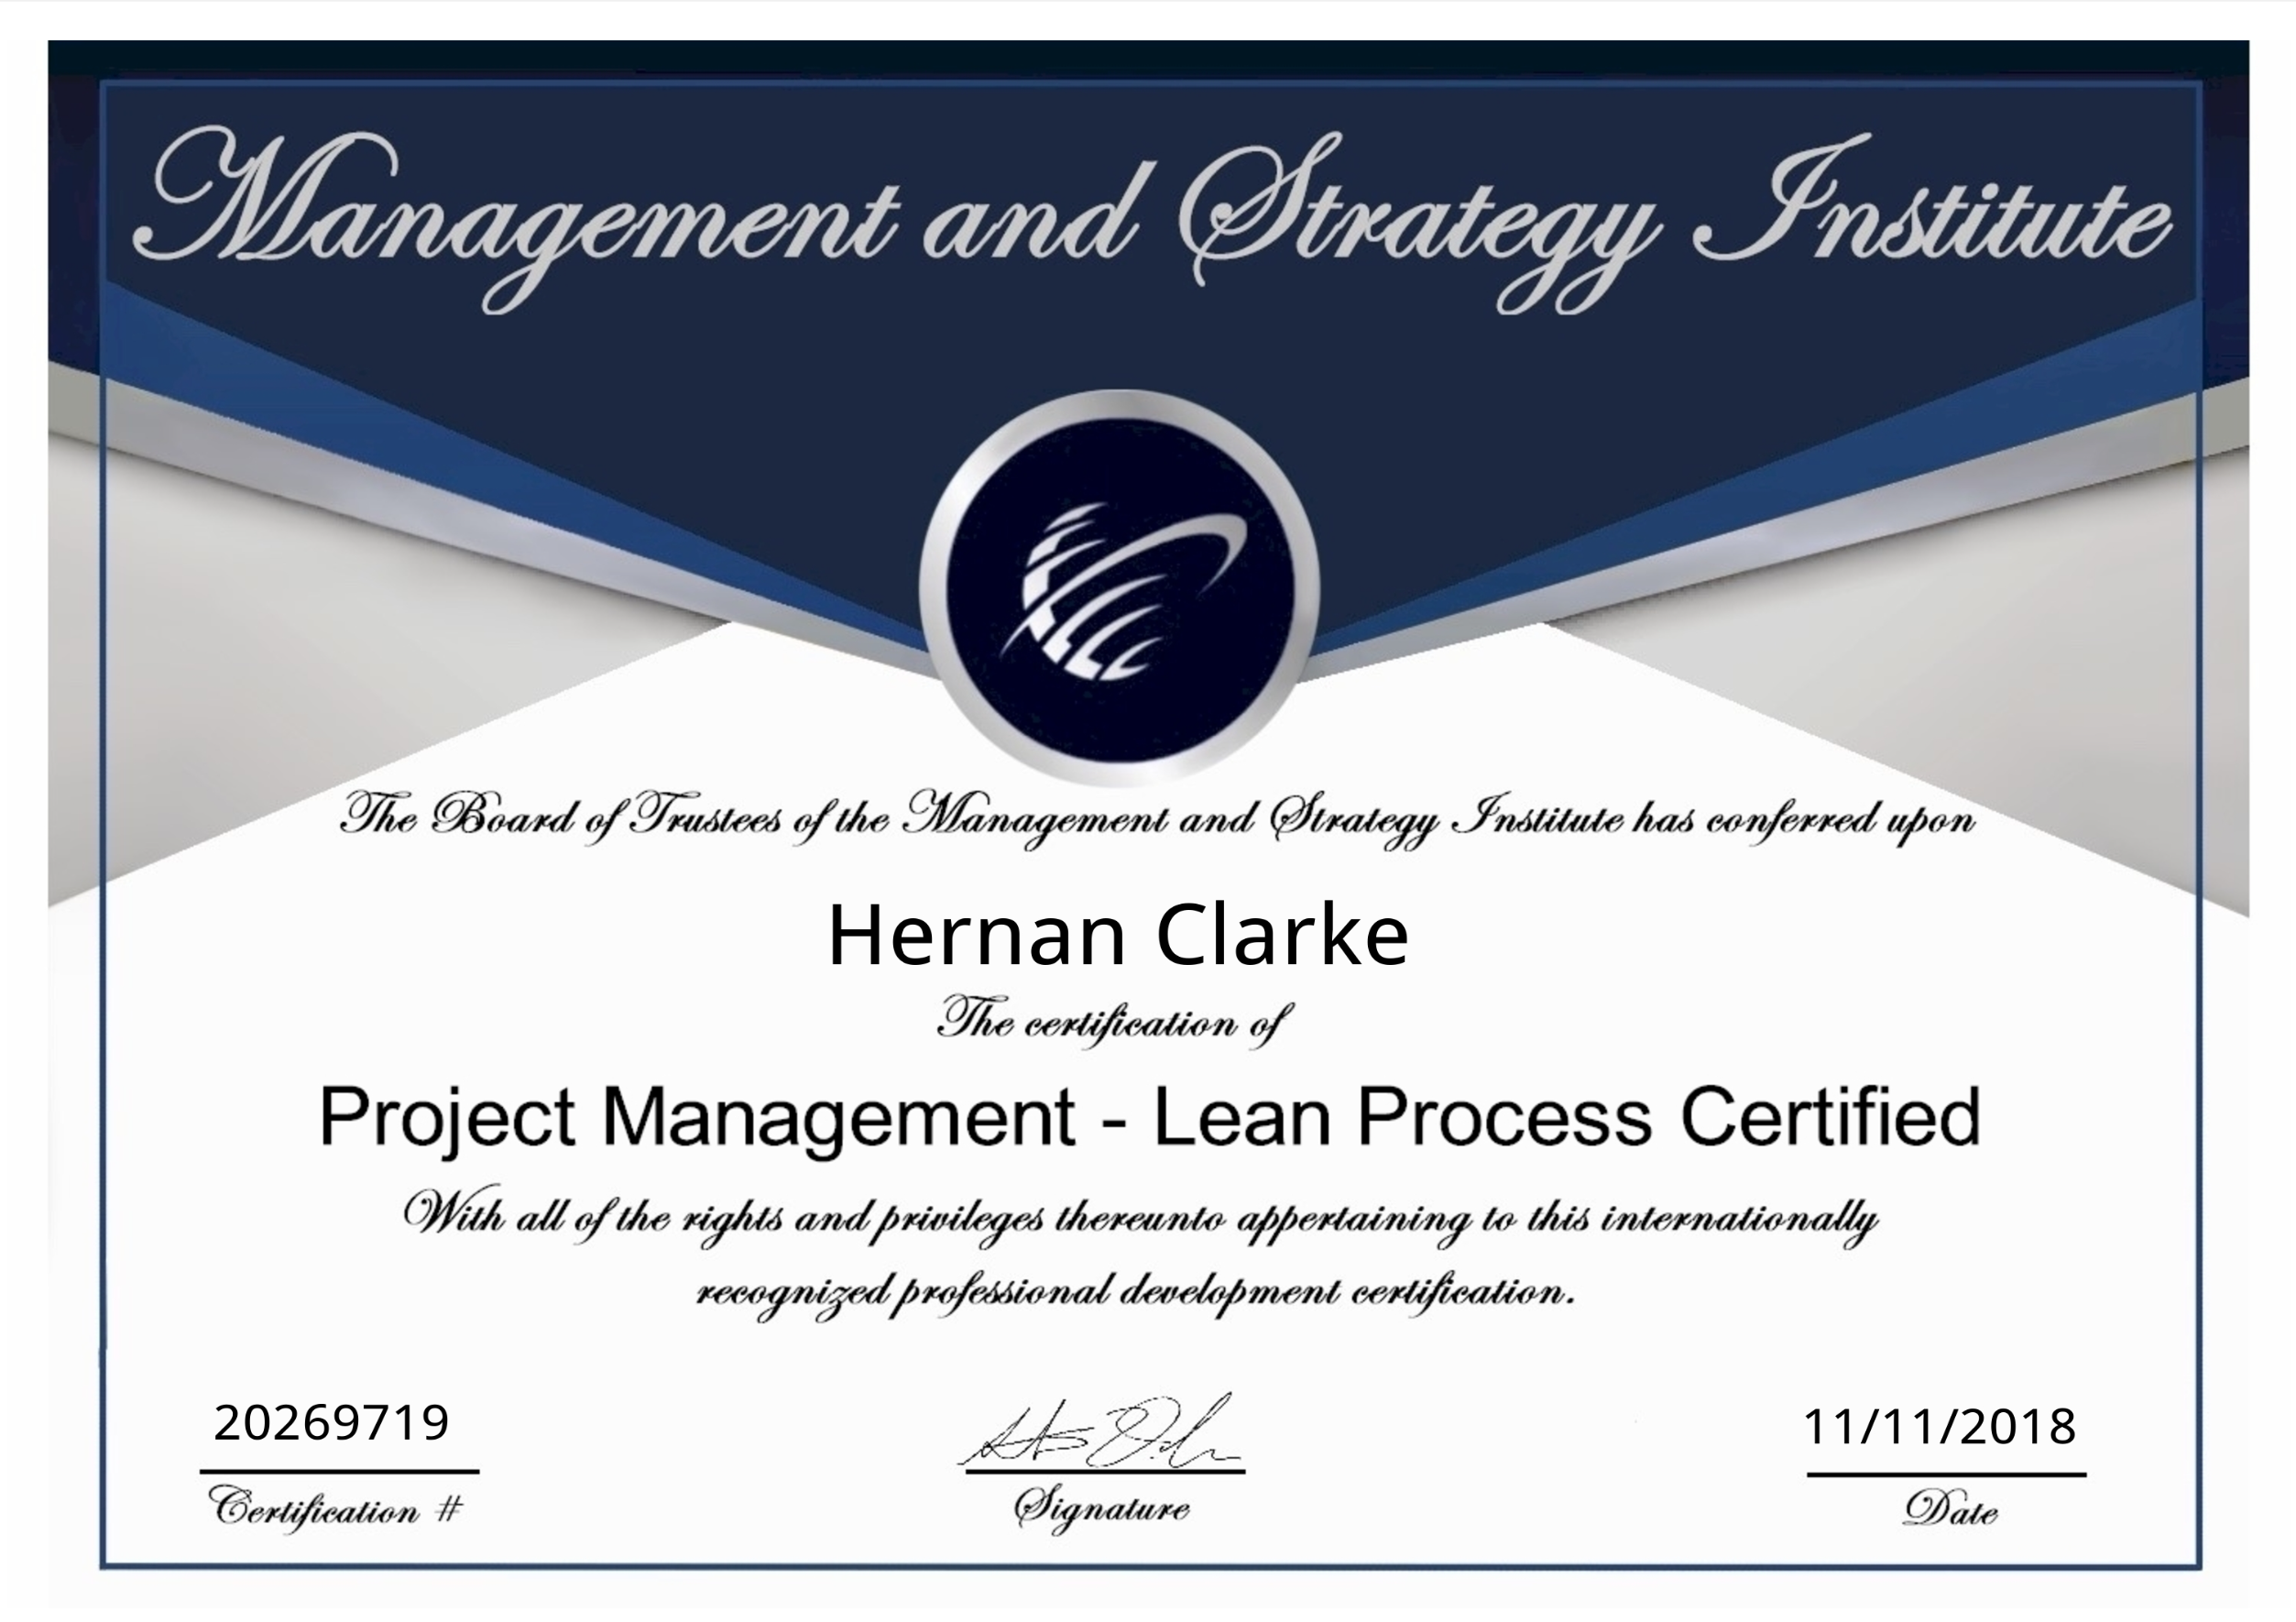 Management and Strategy Institute
The Board of Trustees of the Management and Strategy Institute has conferred upon
Hernan Clarke
The certification of
Project Management - Lean Process Certified
With all of the rights and privileges thereunto appertaining to this internationally
recognized professional development certification.
20269719
11/11/2018
Certification #
Signature
Date